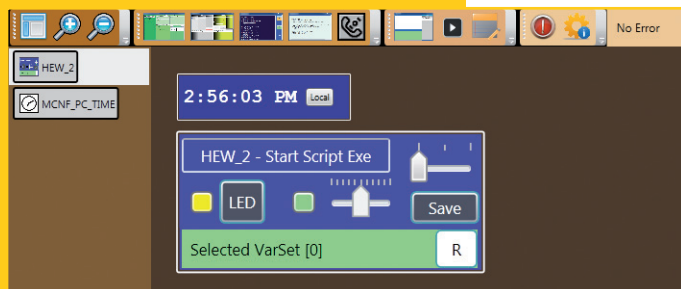 No Error
HEW_2
MCNF_PC_TIME
2:56:03 PM Local
HEW_2 - Start Script Exe
LED
Save
Selected VarSet [0]
R